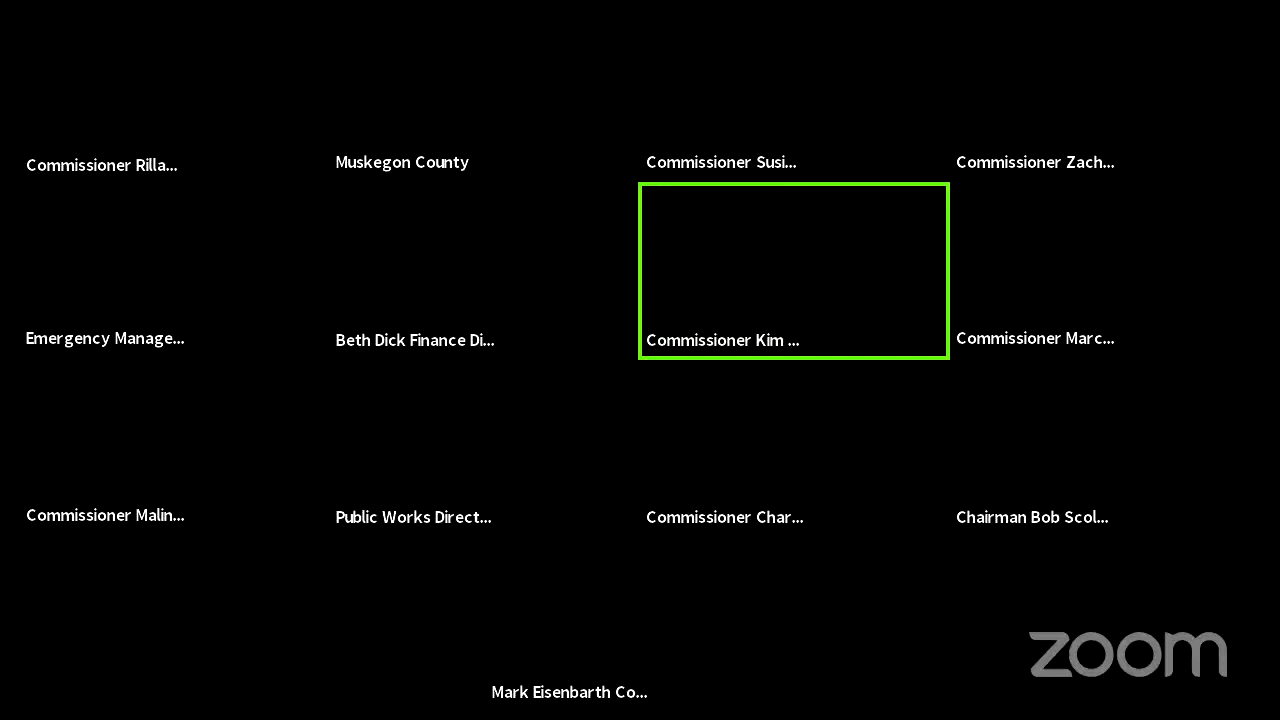 Commissioner Rilla...
Muskegon County
Commissioner Susi...
Commissioner Zach...
Emergency Manage...
Beth Dick Finance Di...
Commissioner Kim ...
Commissioner Marc...
Commissioner Malin...
Public Works Direct...
Commissioner Char...
Chairman Bob Scol...
Mark Eisenbarth Co...
zoom